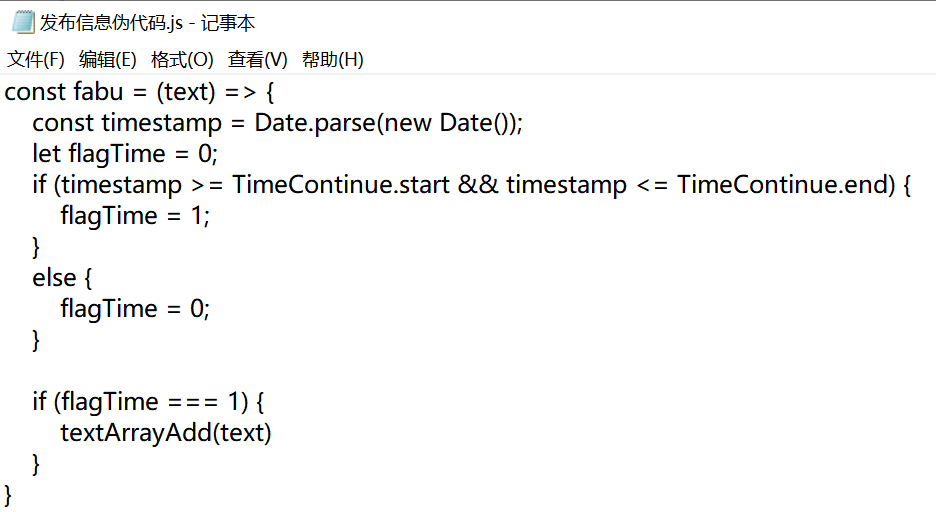 发布信息伪代码.js - 记事本
文件(F) 编辑(E) 格式(O) 查看(V) 帮助(H)
const fabu = (text) => {
    const timestamp = Date.parse(new Date());
    let flagTime = 0;
    if (timestamp >= TimeContinue.start && timestamp <= TimeContinue.end) {
        flagTime = 1;
    }
    else {
        flagTime = 0;
    }

    if (flagTime === 1) {
        textArrayAdd(text)
    }
}